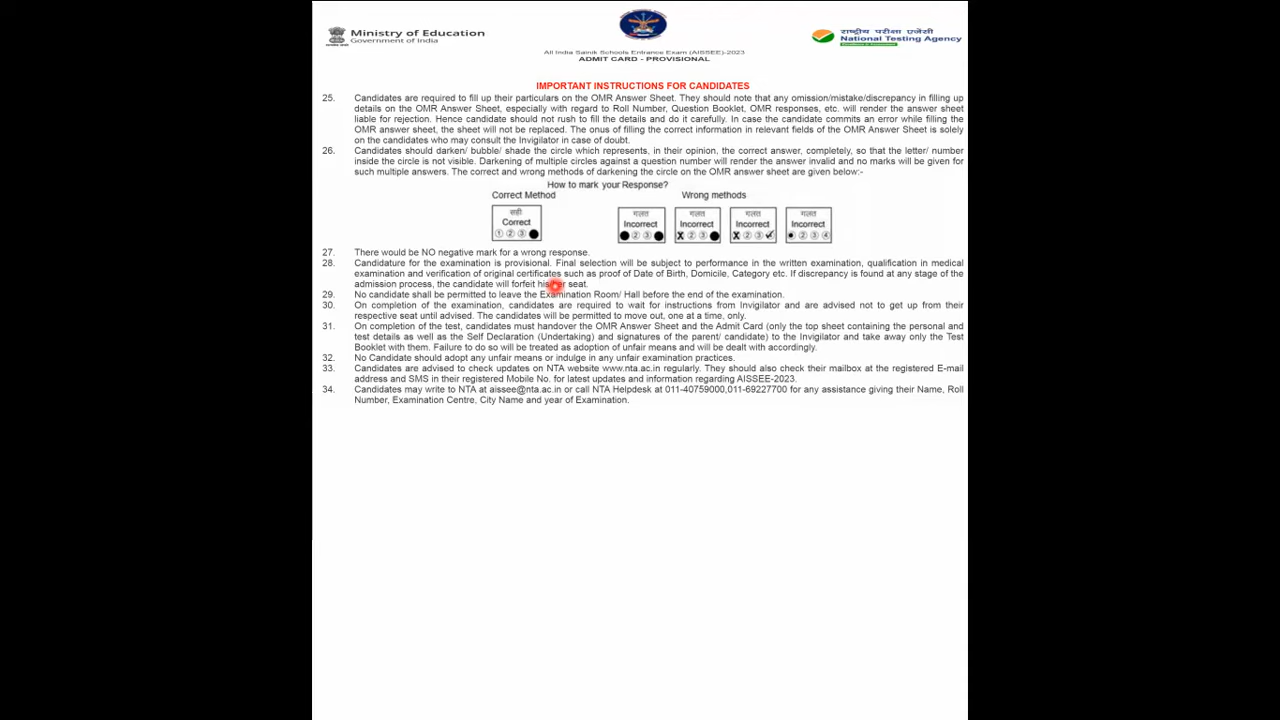 Ministry of Education
Government of India
राष्ट्रीय परीक्षा एजेंसी
National Testing Agency
Excellence in Assessment
All India Sainik Schools Entrance Exam (AISSEE)-2023
ADMIT CARD - PROVISIONAL
IMPORTANT INSTRUCTIONS FOR CANDIDATES
25. Candidates are required to fill up their particulars on the OMR Answer Sheet. They should note that any omission/mistake/discrepancy in filling up
details on the OMR Answer Sheet, especially with regard to Roll Number, Question Booklet, OMR responses, etc. will render the answer sheet
liable for rejection. Hence candidate should not rush to fill the details and do it carefully. In case the candidate commits an error while filling the
OMR answer sheet, the sheet will not be replaced. The onus of filling the correct information in relevant fields of the OMR Answer Sheet is solely
on the candidates who may consult the Invigilator in case of doubt.
26. Candidates should darken/ bubble/ shade the circle which represents, in their opinion, the correct answer, completely, so that the letter/ number
inside the circle is not visible. Darkening of multiple circles against a question number will render the answer invalid and no marks will be given for
such multiple answers. The correct and wrong methods of darkening the circle on the OMR answer sheet are given below:-
How to mark your Response?
Correct Method Wrong methods
सही गलत गलत गलत गलत
Correct Incorrect Incorrect Incorrect Incorrect
① ② ③ ② ③ ② ③ ② ③ ② ③ ④
27. There would be NO negative mark for a wrong response.
28. Candidature for the examination is provisional. Final selection will be subject to performance in the written examination, qualification in medical
examination and verification of original certificates such as proof of Date of Birth, Domicile, Category etc. If discrepancy is found at any stage of the
admission process, the candidate will forfeit his/her seat.
29. No candidate shall be permitted to leave the Examination Room/ Hall before the end of the examination.
30. On completion of the examination, candidates are required to wait for instructions from Invigilator and are advised not to get up from their
respective seat until advised. The candidates will be permitted to move out, one at a time, only.
31. On completion of the test, candidates must handover the OMR Answer Sheet and the Admit Card (only the top sheet containing the personal and
test details as well as the Self Declaration (Undertaking) and signatures of the parent/ candidate) to the Invigilator and take away only the Test
Booklet with them. Failure to do so will be treated as adoption of unfair means and will be dealt with accordingly.
32. No Candidate should adopt any unfair means or indulge in any unfair examination practices.
33. Candidates are advised to check updates on NTA website www.nta.ac.in regularly. They should also check their mailbox at the registered E-mail
address and SMS in their registered Mobile No. for latest updates and information regarding AISSEE-2023.
34. Candidates may write to NTA at aissee@nta.ac.in or call NTA Helpdesk at 011-40759000,011-69227700 for any assistance giving their Name, Roll
Number, Examination Centre, City Name and year of Examination.